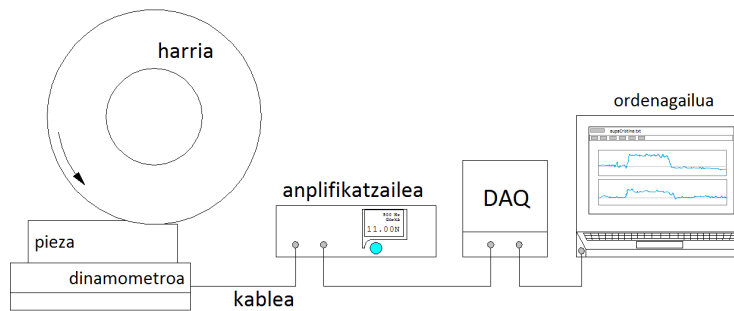 harria
ordenagailua
anplifikatzailea
DAQ
pieza
11.00N
dinamometroa
kablea